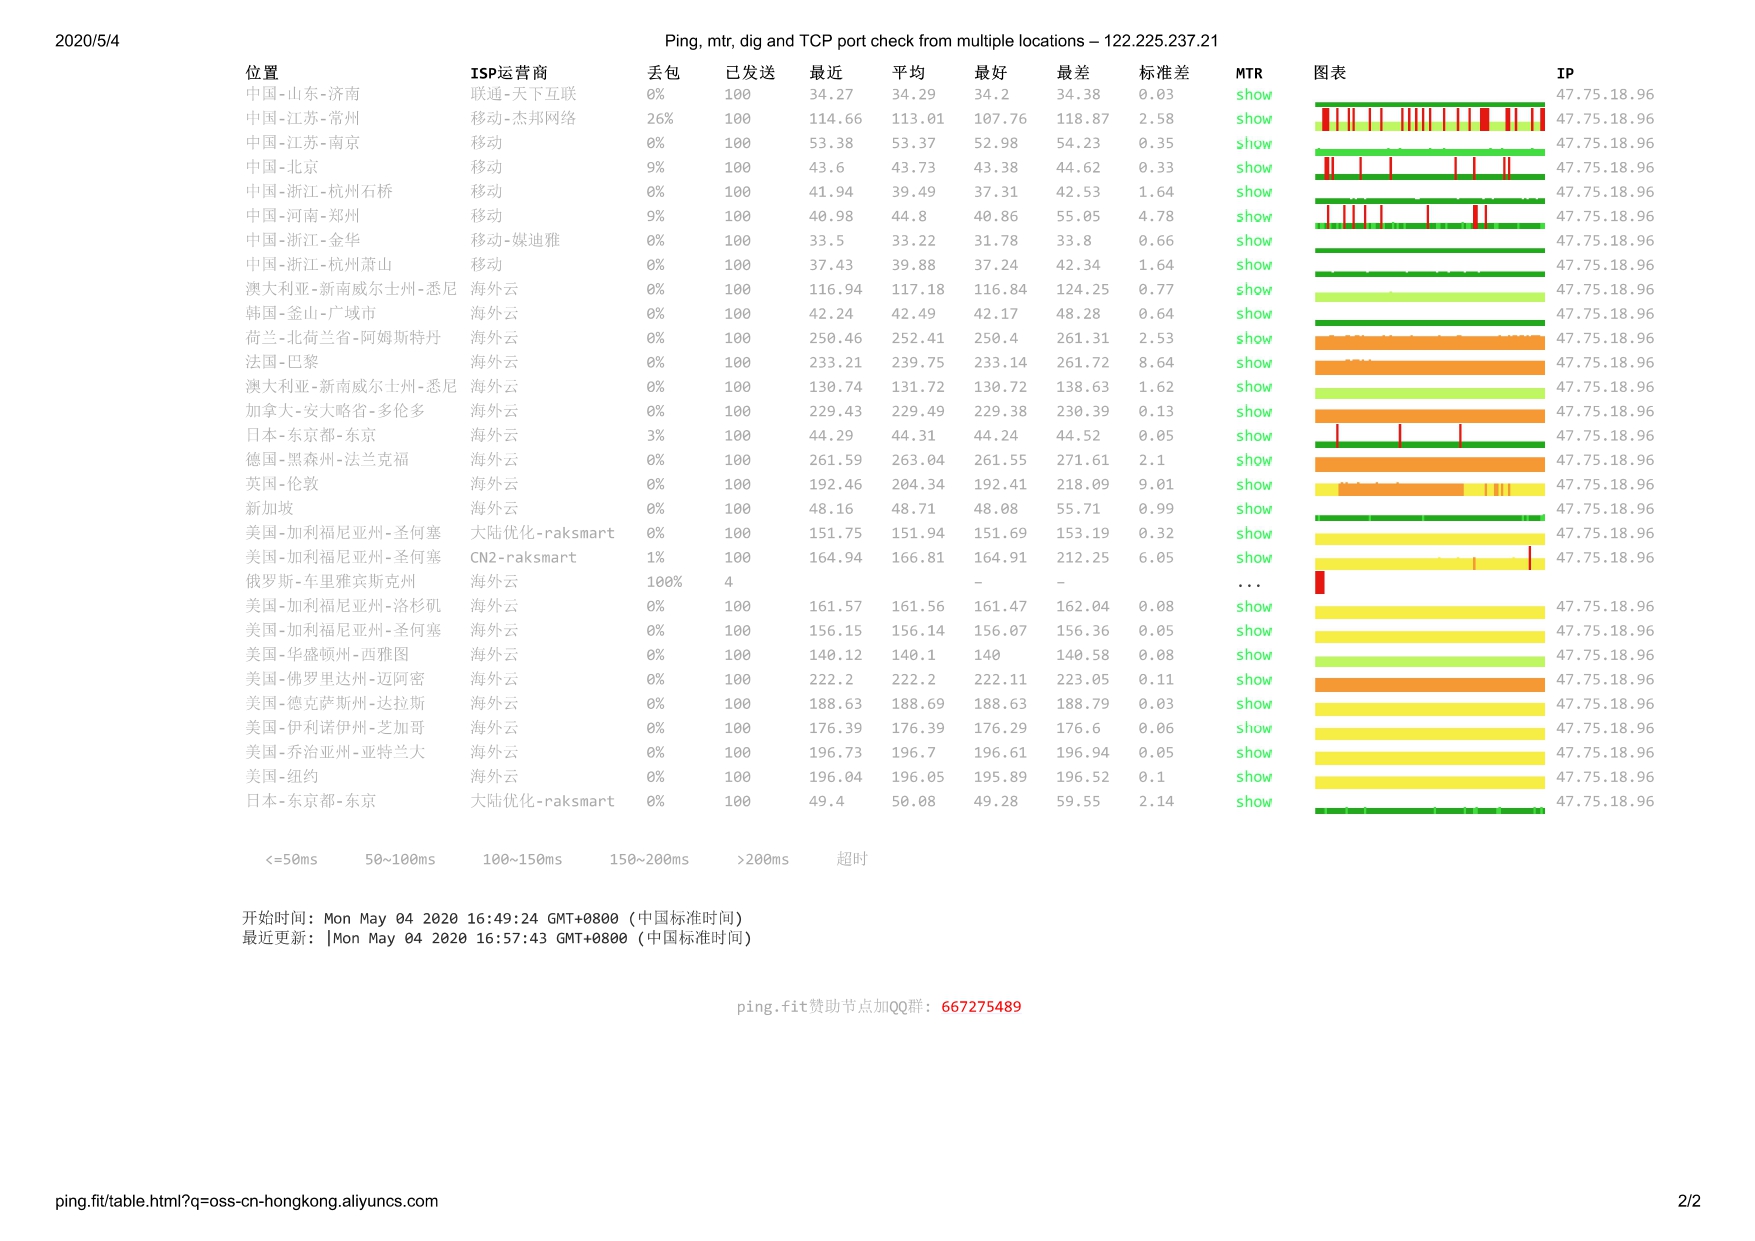 2020/5/4 Ping, mtr, dig and TCP port check from multiple locations – 122.225.237.21
位置 ISP运营商 丢包 已发送 最近 平均 最好 最差 标准差 MTR 图表 IP
中国-山东-济南 联通-天下互联 0% 100 34.27 34.29 34.2 34.38 0.03 show 47.75.18.96
中国-江苏-常州 移动-杰邦网络 26% 100 114.66 113.01 107.76 118.87 2.58 show 47.75.18.96
中国-江苏-南京 移动 0% 100 53.38 53.37 52.98 54.23 0.35 show 47.75.18.96
中国-北京 移动 9% 100 43.6 43.73 43.38 44.62 0.33 show 47.75.18.96
中国-浙江-杭州石桥 移动 0% 100 41.94 39.49 37.31 42.53 1.64 show 47.75.18.96
中国-河南-郑州 移动 9% 100 40.98 44.8 40.86 55.05 4.78 show 47.75.18.96
中国-浙江-金华 移动-媒迪雅 0% 100 33.5 33.22 31.78 33.8 0.66 show 47.75.18.96
中国-浙江-杭州萧山 移动 0% 100 37.43 39.88 37.24 42.34 1.64 show 47.75.18.96
澳大利亚-新南威尔士州-悉尼 海外云 0% 100 116.94 117.18 116.84 124.25 0.77 show 47.75.18.96
韩国-釜山-广域市 海外云 0% 100 42.24 42.49 42.17 48.28 0.64 show 47.75.18.96
荷兰-北荷兰省-阿姆斯特丹 海外云 0% 100 250.46 252.41 250.4 261.31 2.53 show 47.75.18.96
法国-巴黎 海外云 0% 100 233.21 239.75 233.14 261.72 8.64 show 47.75.18.96
澳大利亚-新南威尔士州-悉尼 海外云 0% 100 130.74 131.72 130.72 138.63 1.62 show 47.75.18.96
加拿大-安大略省-多伦多 海外云 0% 100 229.43 229.49 229.38 230.39 0.13 show 47.75.18.96
日本-东京都-东京 海外云 3% 100 44.29 44.31 44.24 44.52 0.05 show 47.75.18.96
德国-黑森州-法兰克福 海外云 0% 100 261.59 263.04 261.55 271.61 2.1 show 47.75.18.96
英国-伦敦 海外云 0% 100 192.46 204.34 192.41 218.09 9.01 show 47.75.18.96
新加坡 海外云 0% 100 48.16 48.71 48.08 55.71 0.99 show 47.75.18.96
美国-加利福尼亚州-圣何塞 大陆优化-raksmart 0% 100 151.75 151.94 151.69 153.19 0.32 show 47.75.18.96
美国-加利福尼亚州-圣何塞 CN2-raksmart 1% 100 164.94 166.81 164.91 212.25 6.05 show 47.75.18.96
俄罗斯-车里雅宾斯克州 海外云 100% 4 – – ...
美国-加利福尼亚州-洛杉矶 海外云 0% 100 161.57 161.56 161.47 162.04 0.08 show 47.75.18.96
美国-加利福尼亚州-圣何塞 海外云 0% 100 156.15 156.14 156.07 156.36 0.05 show 47.75.18.96
美国-华盛顿州-西雅图 海外云 0% 100 140.12 140.1 140 140.58 0.08 show 47.75.18.96
美国-佛罗里达州-迈阿密 海外云 0% 100 222.2 222.2 222.11 223.05 0.11 show 47.75.18.96
美国-德克萨斯州-达拉斯 海外云 0% 100 188.63 188.69 188.63 188.79 0.03 show 47.75.18.96
美国-伊利诺伊州-芝加哥 海外云 0% 100 176.39 176.39 176.29 176.6 0.06 show 47.75.18.96
美国-乔治亚州-亚特兰大 海外云 0% 100 196.73 196.7 196.61 196.94 0.05 show 47.75.18.96
美国-纽约 海外云 0% 100 196.04 196.05 195.89 196.52 0.1 show 47.75.18.96
日本-东京都-东京 大陆优化-raksmart 0% 100 49.4 50.08 49.28 59.55 2.14 show 47.75.18.96
<=50ms 50~100ms 100~150ms 150~200ms >200ms 超时
开始时间: Mon May 04 2020 16:49:24 GMT+0800 (中国标准时间)
最近更新: |Mon May 04 2020 16:57:43 GMT+0800 (中国标准时间)
ping.fit赞助节点加QQ群: 667275489
ping.fit/table.html?q=oss-cn-hongkong.aliyuncs.com 2/2